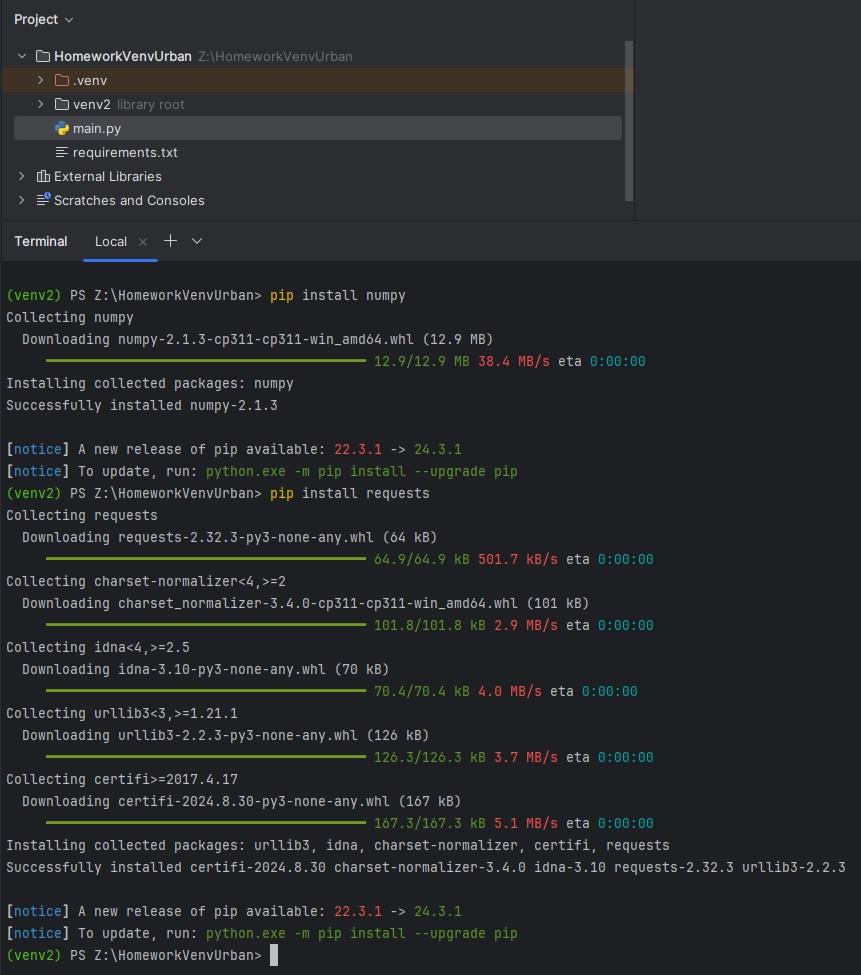 Project
HomeworkVenvUrban Z:\HomeworkVenvUrban
.venv
venv2 library root
main.py
requirements.txt
External Libraries
Scratches and Consoles
Terminal Local
(venv2) PS Z:\HomeworkVenvUrban> pip install numpy
Collecting numpy
Downloading numpy-2.1.3-cp311-cp311-win_amd64.whl (12.9 MB)
12.9/12.9 MB 38.4 MB/s eta 0:00:00
Installing collected packages: numpy
Successfully installed numpy-2.1.3
[notice] A new release of pip available: 22.3.1 -> 24.3.1
[notice] To update, run: python.exe -m pip install --upgrade pip
(venv2) PS Z:\HomeworkVenvUrban> pip install requests
Collecting requests
Downloading requests-2.32.3-py3-none-any.whl (64 kB)
64.9/64.9 kB 501.7 kB/s eta 0:00:00
Collecting charset-normalizer<4,>=2
Downloading charset_normalizer-3.4.0-cp311-cp311-win_amd64.whl (101 kB)
101.8/101.8 kB 2.9 MB/s eta 0:00:00
Collecting idna<4,>=2.5
Downloading idna-3.10-py3-none-any.whl (70 kB)
70.4/70.4 kB 4.0 MB/s eta 0:00:00
Collecting urllib3<3,>=1.21.1
Downloading urllib3-2.2.3-py3-none-any.whl (126 kB)
126.3/126.3 kB 3.7 MB/s eta 0:00:00
Collecting certifi>=2017.4.17
Downloading certifi-2024.8.30-py3-none-any.whl (167 kB)
167.3/167.3 kB 5.1 MB/s eta 0:00:00
Installing collected packages: urllib3, idna, charset-normalizer, certifi, requests
Successfully installed certifi-2024.8.30 charset-normalizer-3.4.0 idna-3.10 requests-2.32.3 urllib3-2.2.3
[notice] A new release of pip available: 22.3.1 -> 24.3.1
[notice] To update, run: python.exe -m pip install --upgrade pip
(venv2) PS Z:\HomeworkVenvUrban>